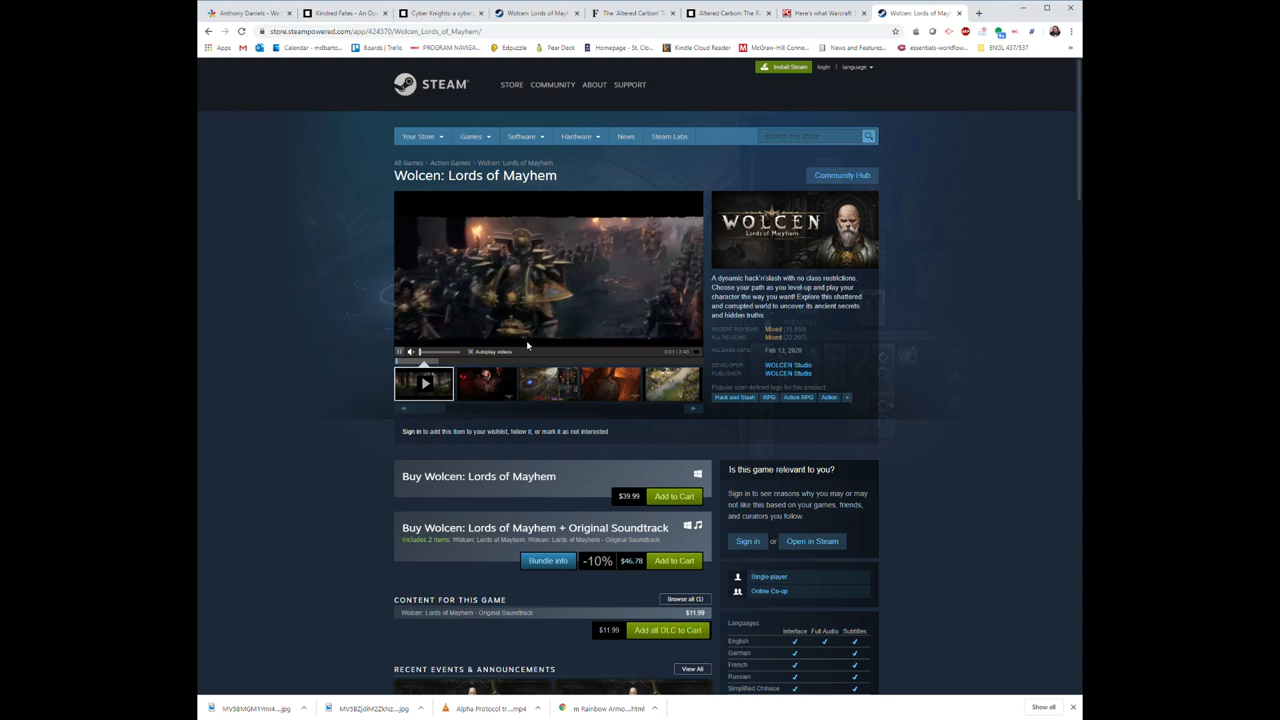 Anthony Daniels - We
Kindred Fates - An Op
Cyber Knights: a cyber
Wolcen: Lords of Mayh
The 'Altered Carbon' T
Altered Carbon: The R
Here's what Warcraft
Wolcen: Lords of Mayh
store.steampowered.com/app/424370/Wolcen_Lords_of_Mayhem/
Apps
Calendar - mdbarto...
Boards | Trello
PROGRAM NAVIGA...
Edpuzzle
Pear Deck
Homepage - St. Clo...
Kindle Cloud Reader
McGraw-Hill Conne...
News and Features...
essentials-workflow...
ENGL 437/537
Install Steam login language
STEAM
STORE COMMUNITY ABOUT SUPPORT
Your Store Games Software Hardware News Steam Labs search the store
All Games > Action Games > Wolcen: Lords of Mayhem
Wolcen: Lords of Mayhem
Community Hub
WOLCEN
Lords of Mayhem
A dynamic hack'n'slash with no class restrictions.
Choose your path as you level-up and play your
character the way you want! Explore this shattered
and corrupted world to uncover its ancient secrets
and hidden truths.
RECENT REVIEWS: Mixed
ALL REVIEWS: Mixed (22,207)
RELEASE DATE: Feb 13, 2020
DEVELOPER: WOLCEN Studio
PUBLISHER: WOLCEN Studio
Popular user-defined tags for this product:
Hack and Slash RPG Action RPG Action +
Autoplay videos
0:01 / 2:43
Sign in to add this item to your wishlist, follow it, or mark it as not interested
Buy Wolcen: Lords of Mayhem
$39.99 Add to Cart
Buy Wolcen: Lords of Mayhem + Original Soundtrack
Includes 2 items: Wolcen: Lords of Mayhem, Wolcen: Lords of Mayhem - Original Soundtrack
Bundle info -10% $46.78 Add to Cart
CONTENT FOR THIS GAME Browse all (1)
Wolcen: Lords of Mayhem - Original Soundtrack $11.99
$11.99 Add all DLC to Cart
RECENT EVENTS & ANNOUNCEMENTS View All
Is this game relevant to you?
Sign in to see reasons why you may or may
not like this based on your games, friends,
and curators you follow.
Sign in or Open in Steam
Single-player
Online Co-op
Languages:
Interface Full Audio Subtitles
English ✔ ✔ ✔
German ✔ ✔
French ✔ ✔
Russian ✔ ✔
Simplified Chinese ✔ ✔
MV5BMGM1YmI4....jpg
MV5BZjdiM2ZkNz....jpg
Alpha Protocol tr....mp4
m Rainbow Armo....html
Show all